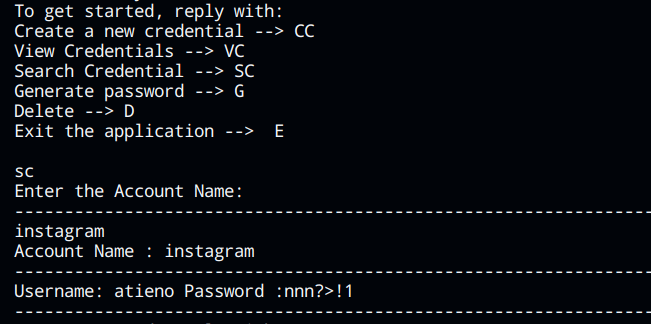 To get started, reply with:
Create a new credential --> CC
View Credentials --> VC
Search Credential --> SC
Generate password --> G
Delete --> D
Exit the application -->  E
sc
Enter the Account Name:
----------------------------------------------------------------
instagram
Account Name : instagram
----------------------------------------------------------------
Username: atieno Password :nnn?>!1
----------------------------------------------------------------